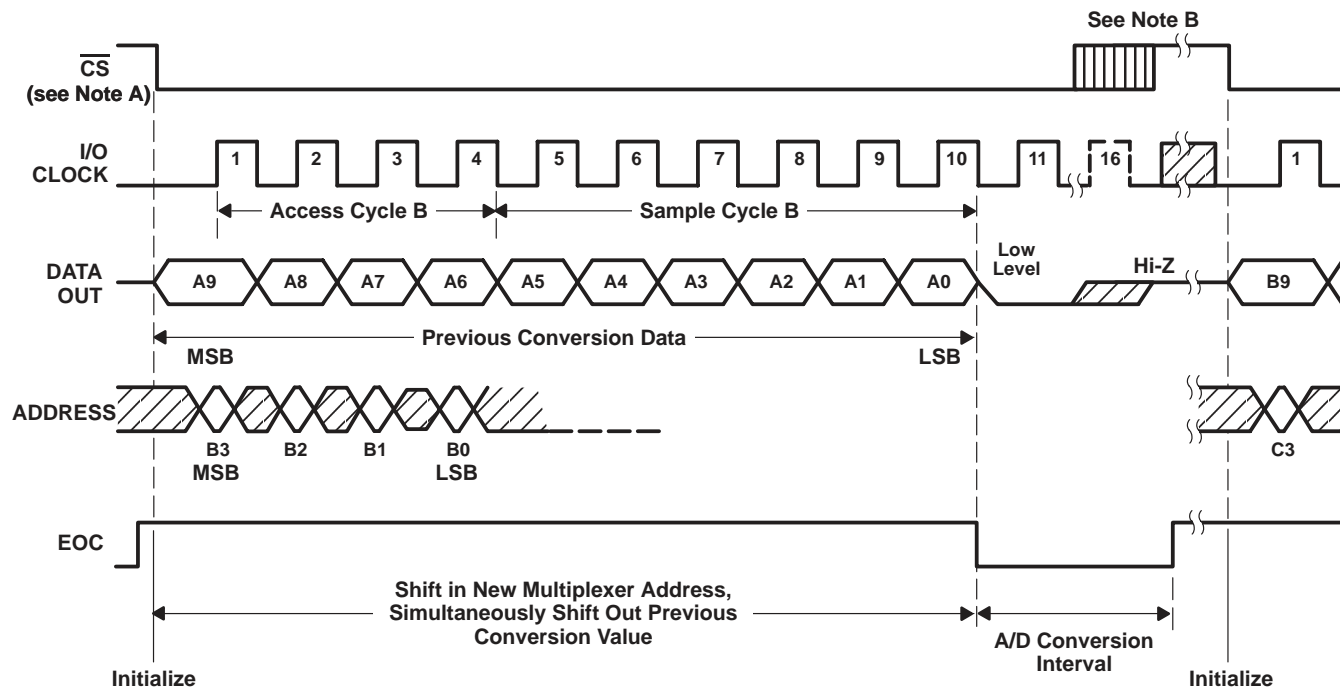 See Note B
CS
(see Note A)
I/O
CLOCK
1 2 3 4 5 6 7 8 9 10 11 16 1
Access Cycle B Sample Cycle B
DATA
OUT
A9 A8 A7 A6 A5 A4 A3 A2 A1 A0 B9
Low
Level
Hi-Z
Previous Conversion Data
MSB LSB
ADDRESS
B3 B2 B1 B0 C3
MSB LSB
EOC
Shift in New Multiplexer Address,
Simultaneously Shift Out Previous
Conversion Value
A/D Conversion
Interval
Initialize Initialize